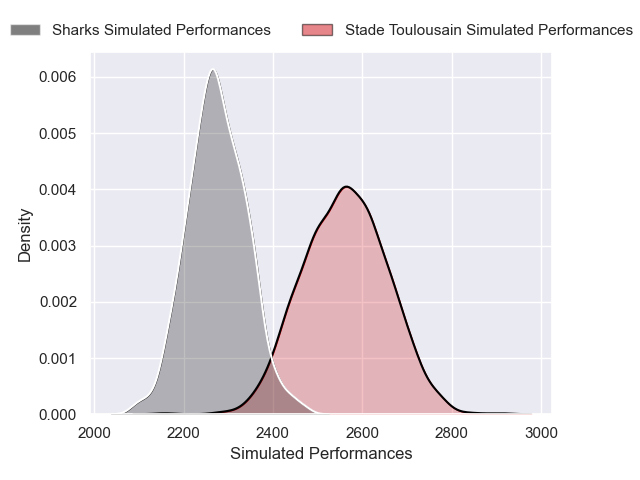 Sharks Simulated Performances
Stade Toulousain Simulated Performances
0.006
0.005
0.004
0.003
0.002
0.001
0.000
Density
2000 2200 2400 2600 2800 3000
Simulated Performances